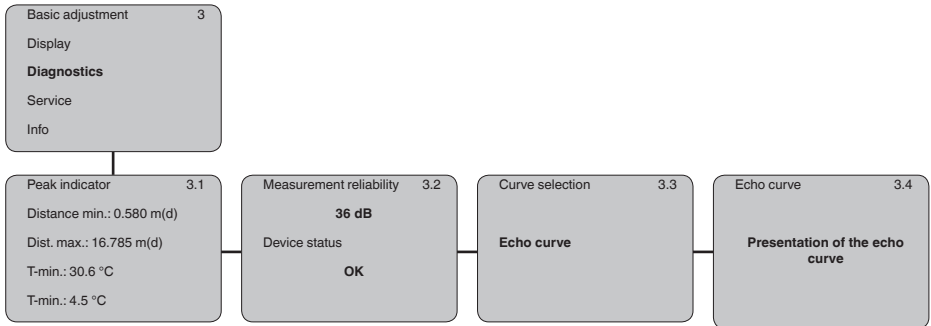 Basic adjustment 3
Display
Diagnostics
Service
Info
Peak indicator 3.1
Distance min.: 0.580 m(d)
Dist. max.: 16.785 m(d)
T-min.: 30.6 °C
T-min.: 4.5 °C
Measurement reliability 3.2
36 dB
Device status
OK
Curve selection 3.3
Echo curve
Echo curve 3.4
Presentation of the echo
curve